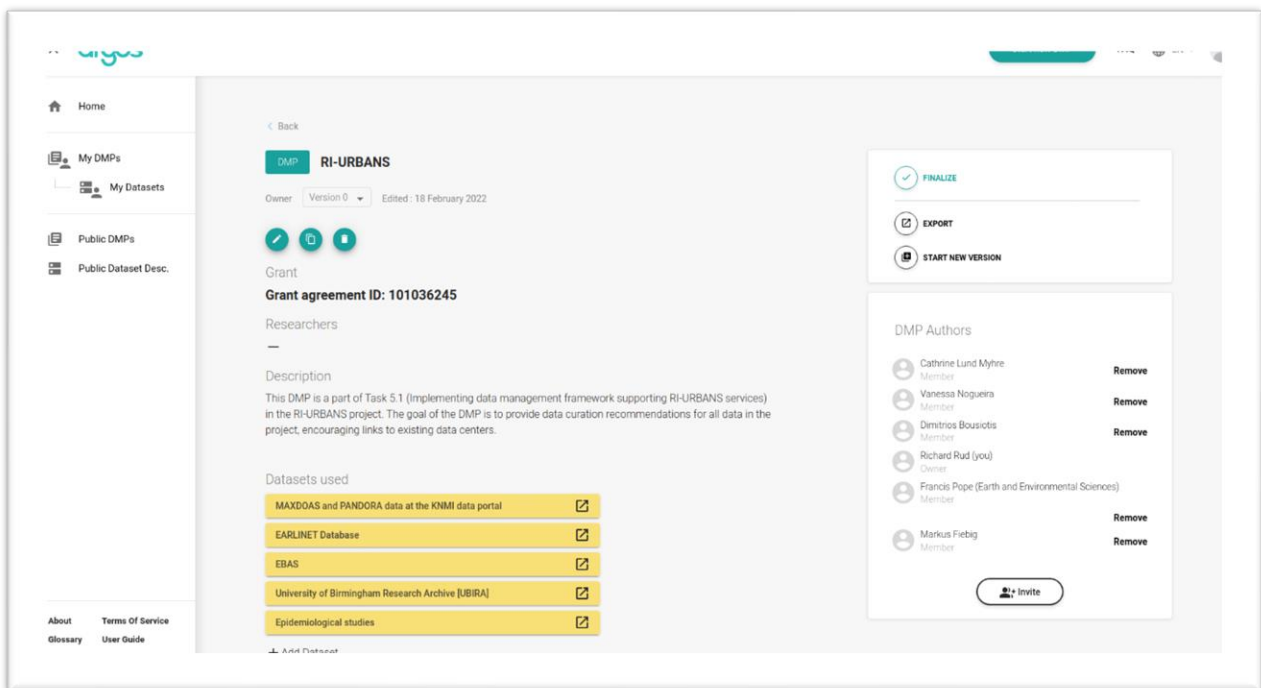 argos
Home
My DMPs
My Datasets
Public DMPs
Public Dataset Desc.
About Terms Of Service
Glossary User Guide
Back
DMP RI-URBANS
Owner Version 0 Edited : 18 February 2022
Grant
Grant agreement ID: 101036245
Researchers
—
Description
This DMP is a part of Task 5.1 (Implementing data management framework supporting RI-URBANS services)
in the RI-URBANS project. The goal of the DMP is to provide data curation recommendations for all data in the
project, encouraging links to existing data centers.
Datasets used
MAXDOAS and PANDORA data at the KNMI data portal
EARLINET Database
EBAS
University of Birmingham Research Archive [UBIRA]
Epidemiological studies
+ Add Dataset
FINALIZE
EXPORT
START NEW VERSION
DMP Authors
Cathrine Lund Myhre
Member
Remove
Vanessa Nogueira
Member
Remove
Dimitrios Bousiotis
Member
Remove
Richard Rud (you)
Owner
Francis Pope (Earth and Environmental Sciences)
Member
Remove
Markus Fiebig
Member
Remove
Invite